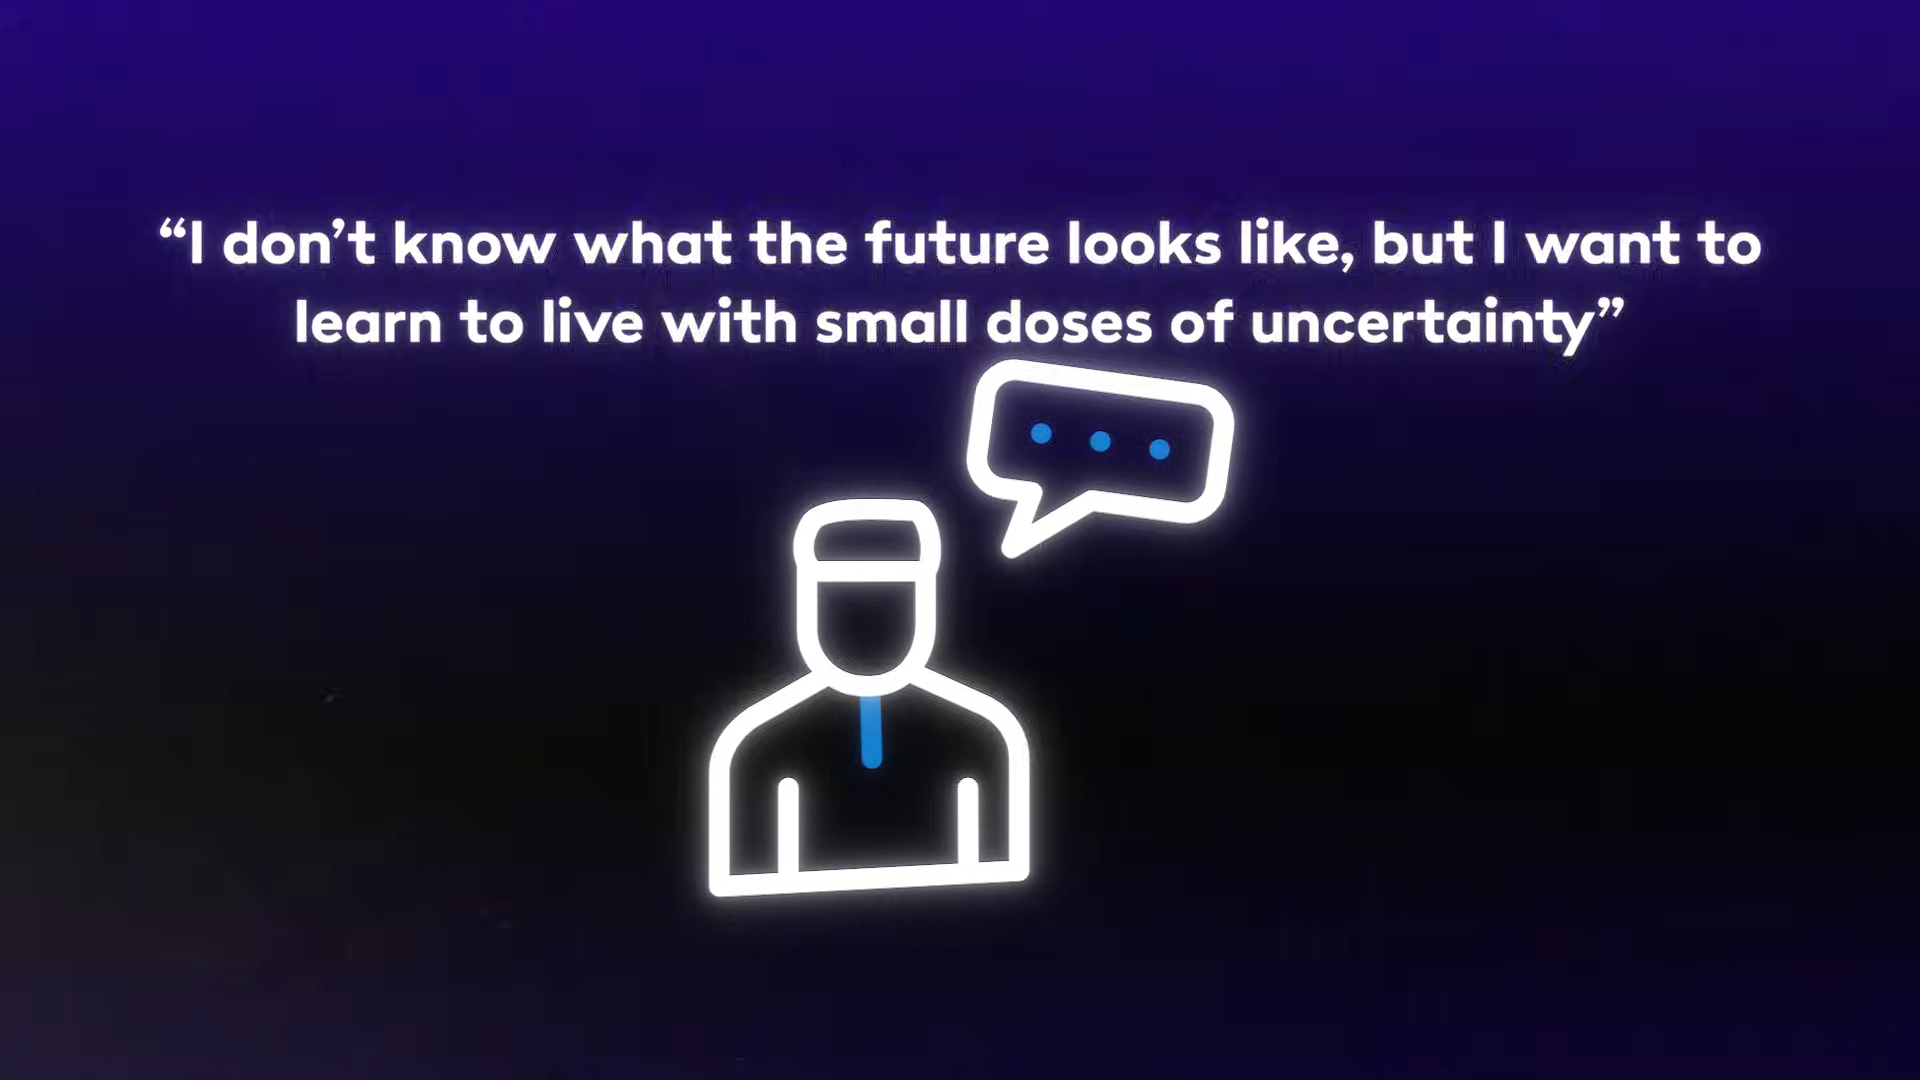 “I don’t know what the future looks like, but I want to
learn to live with small doses of uncertainty”